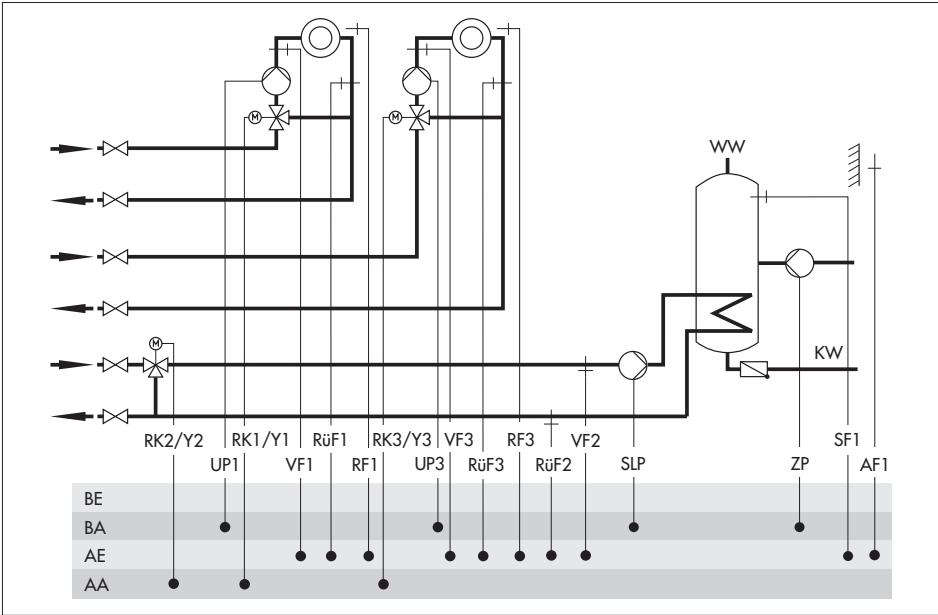 M
M
WW
M
KW
RK2/Y2 RK1/Y1 RüF1 RK3/Y3 VF3 RF3 VF2 SF1
UP1 VF1 RF1 UP3 RüF3 RüF2 SLP ZP AF1
BE
BA
AE
AA